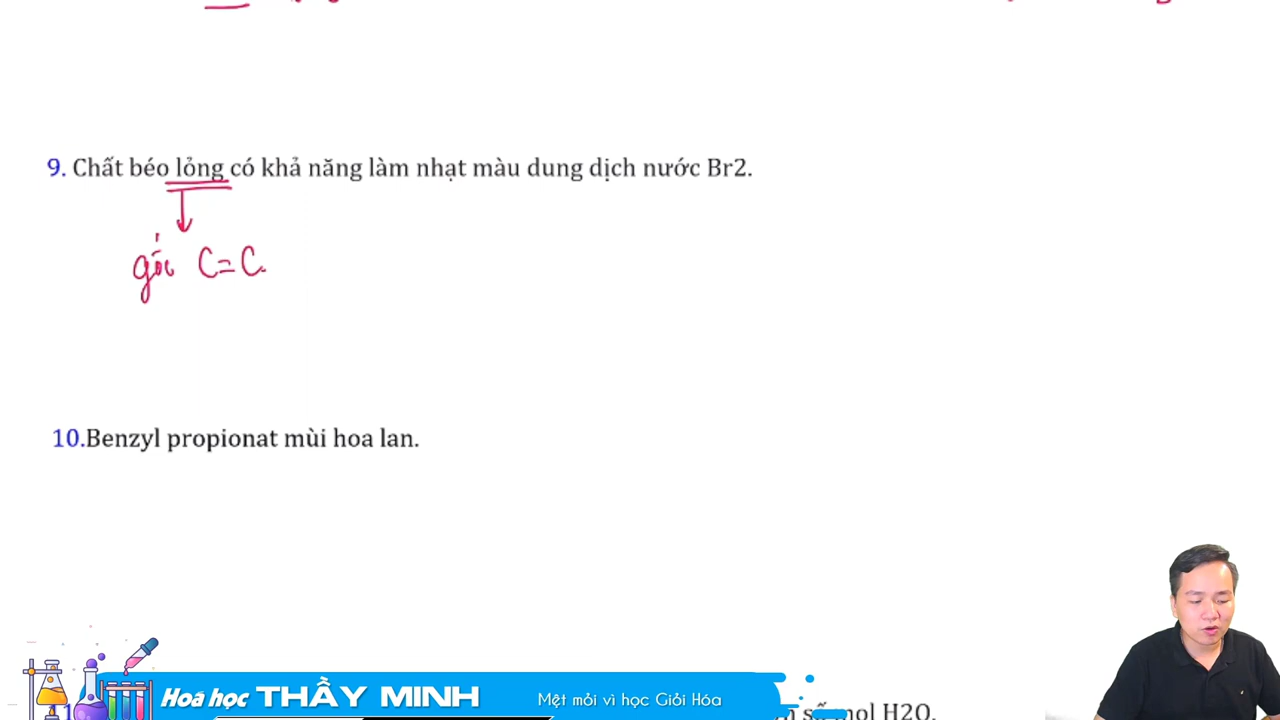 9. Chất béo lỏng có khả năng làm nhạt màu dung dịch nước Br2.
gốc C=C
10.Benzyl propionat mùi hoa lan.
Hoá học THẦY MINH
Mệt mỏi vì học Giỏi Hóa
số mol H2O.